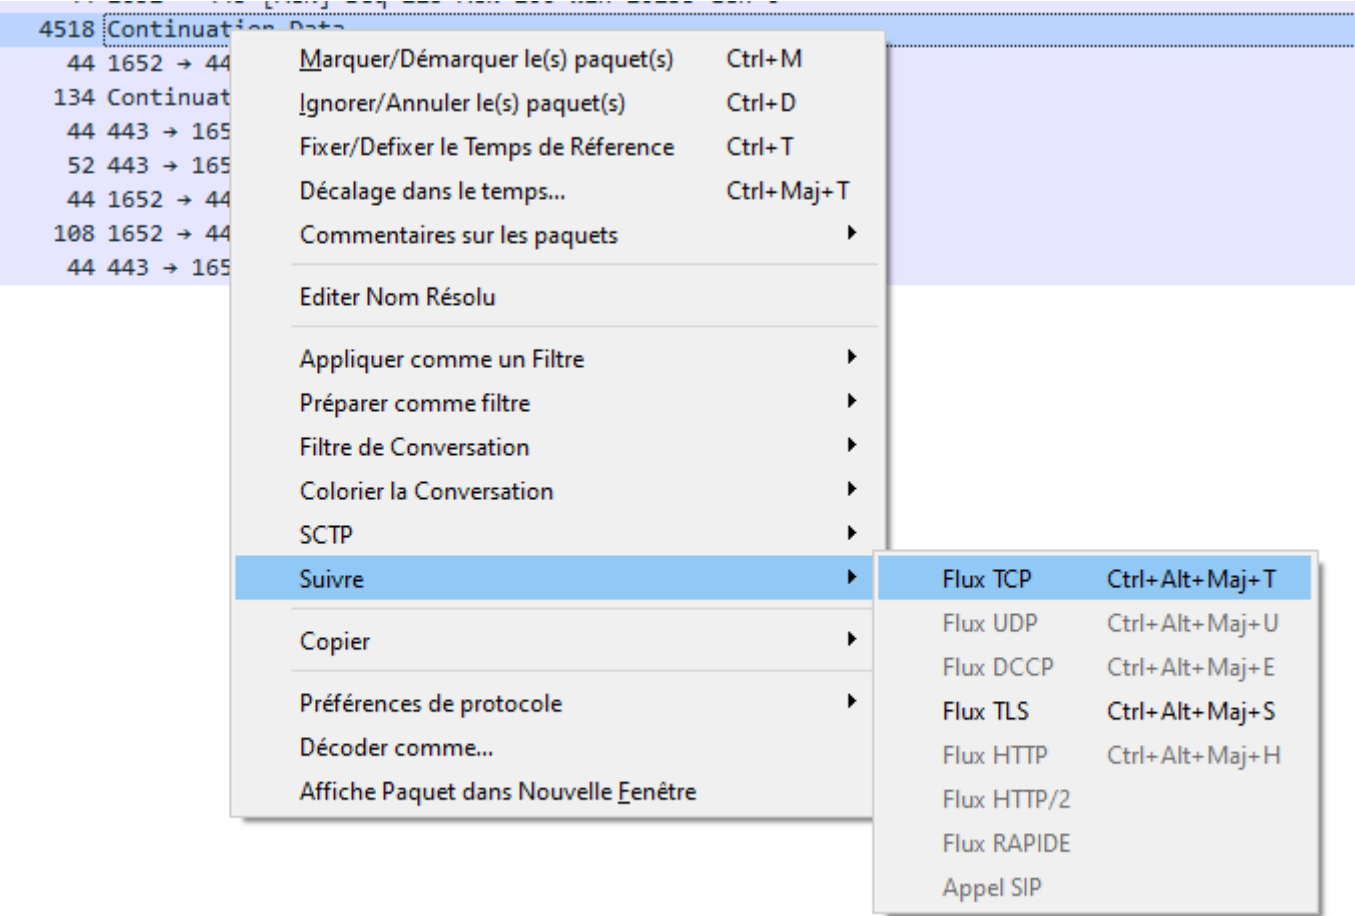 4518 Continuation Data
44 1652 → 44
134 Continuat
44 443 → 165
52 443 → 165
44 1652 → 44
108 1652 → 44
44 443 → 165
Marquer/Démarquer le(s) paquet(s) Ctrl+M
Ignorer/Annuler le(s) paquet(s) Ctrl+D
Fixer/Defixer le Temps de Réference Ctrl+T
Décalage dans le temps... Ctrl+Maj+T
Commentaires sur les paquets
Editer Nom Résolu
Appliquer comme un Filtre
Préparer comme filtre
Filtre de Conversation
Colorier la Conversation
SCTP
Suivre
Copier
Préférences de protocole
Décoder comme...
Affiche Paquet dans Nouvelle Fenêtre
Flux TCP Ctrl+Alt+Maj+T
Flux UDP Ctrl+Alt+Maj+U
Flux DCCP Ctrl+Alt+Maj+E
Flux TLS Ctrl+Alt+Maj+S
Flux HTTP Ctrl+Alt+Maj+H
Flux HTTP/2
Flux RAPIDE
Appel SIP